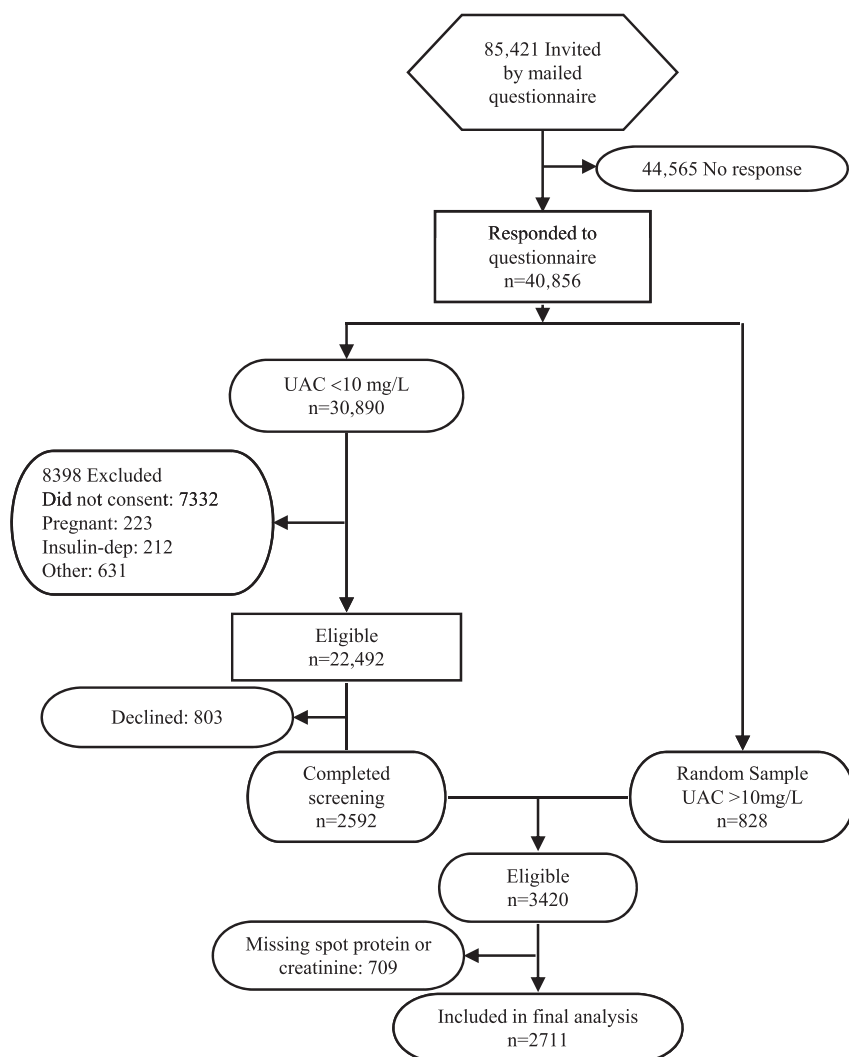 85,421 Invited
by mailed
questionnaire
44,565 No response
Responded to
questionnaire
n=40,856
UAC <10 mg/L
n=30,890
8398 Excluded
Did not consent: 7332
Pregnant: 223
Insulin-dep: 212
Other: 631
Eligible
n=22,492
Declined: 803
Completed
screening
n=2592
Random Sample
UAC >10mg/L
n=828
Eligible
n=3420
Missing spot protein or
creatinine: 709
Included in final analysis
n=2711